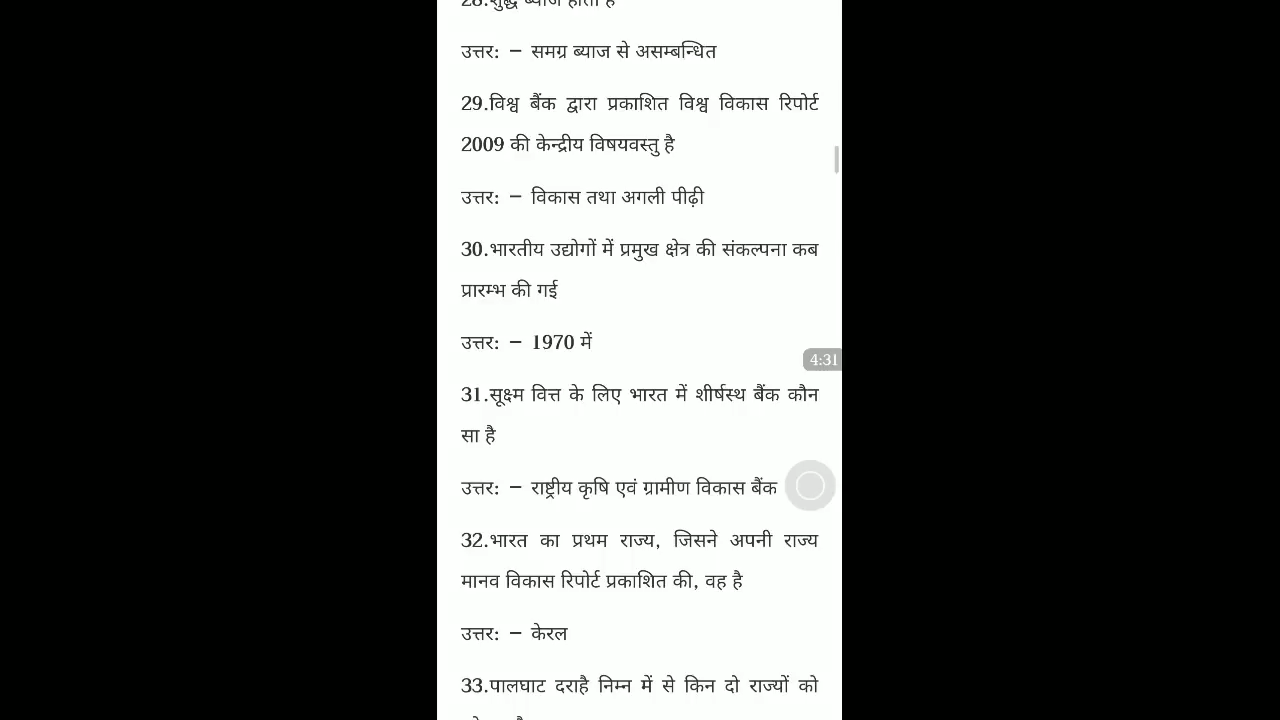 28.शुद्ध ब्याज होता है
उत्तर: – समग्र ब्याज से असम्बन्धित
29.विश्व बैंक द्वारा प्रकाशित विश्व विकास रिपोर्ट
2009 की केन्द्रीय विषयवस्तु है
उत्तर: – विकास तथा अगली पीढ़ी
30.भारतीय उद्योगों में प्रमुख क्षेत्र की संकल्पना कब
प्रारम्भ की गई
उत्तर: – 1970 में
4:31
31.सूक्ष्म वित्त के लिए भारत में शीर्षस्थ बैंक कौन
सा है
उत्तर: – राष्ट्रीय कृषि एवं ग्रामीण विकास बैंक
32.भारत का प्रथम राज्य, जिसने अपनी राज्य
मानव विकास रिपोर्ट प्रकाशित की, वह है
उत्तर: – केरल
33.पालघाट दराहै निम्न में से किन दो राज्यों को